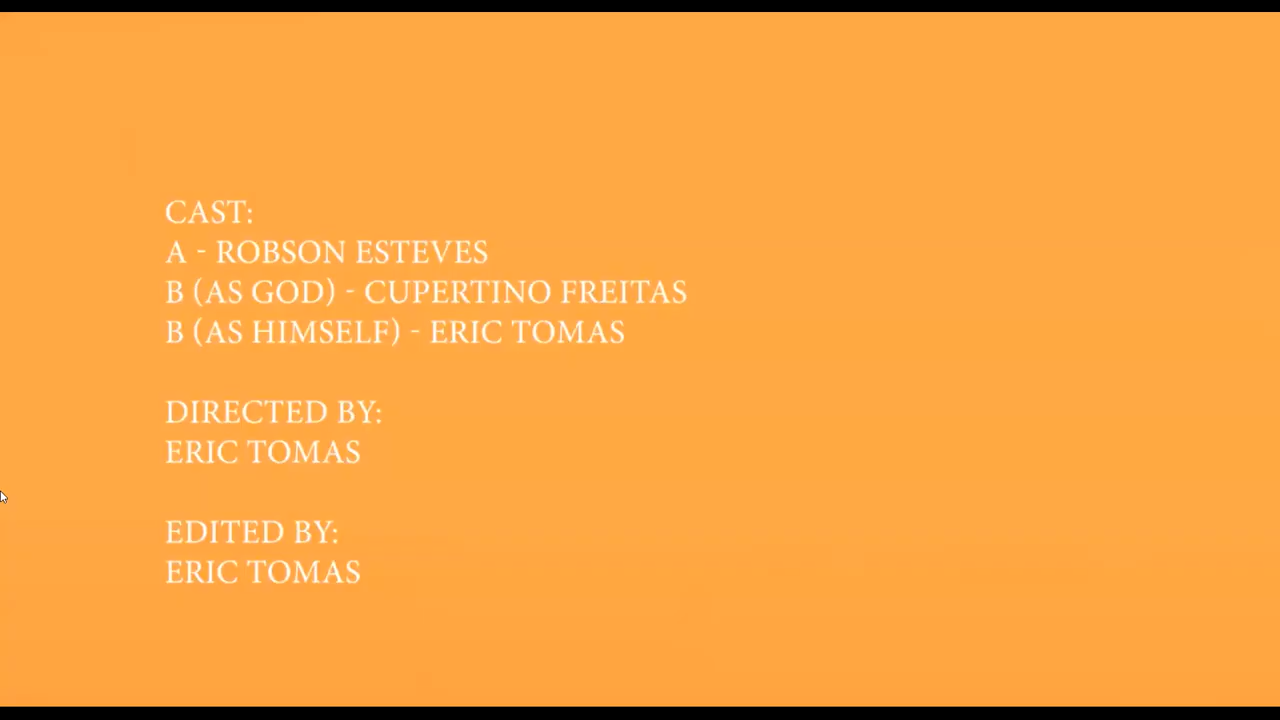 CAST:
A - ROBSON ESTEVES
B (AS GOD) - CUPERTINO FREITAS
B (AS HIMSELF) - ERIC TOMAS
DIRECTED BY:
ERIC TOMAS
EDITED BY:
ERIC TOMAS